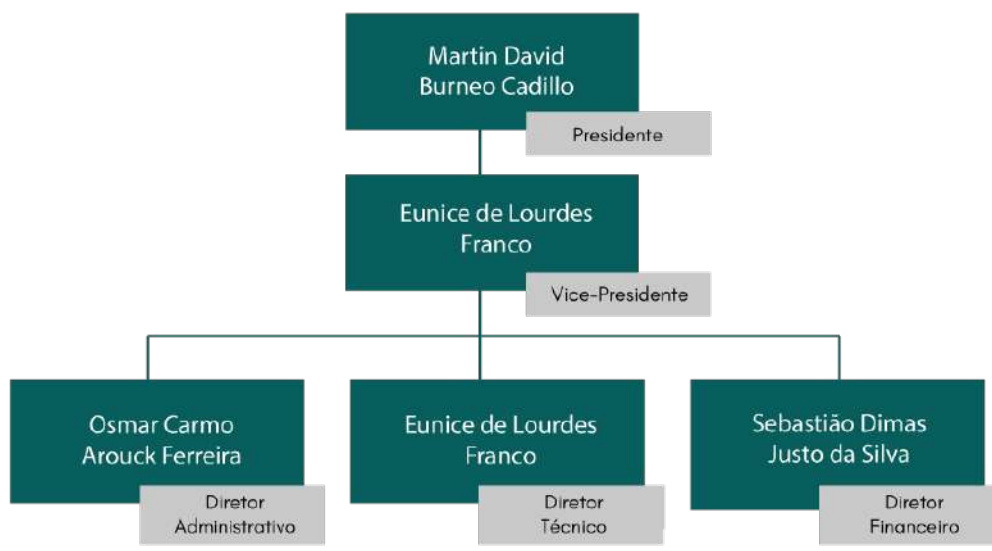 Martin David
Burneo Cadillo
Presidente
Eunice de Lourdes
Franco
Vice-Presidente
Osmar Carmo
Arouck Ferreira
Diretor
Administrativo
Eunice de Lourdes
Franco
Diretor
Técnico
Sebastião Dimas
Justo da Silva
Diretor
Financeiro